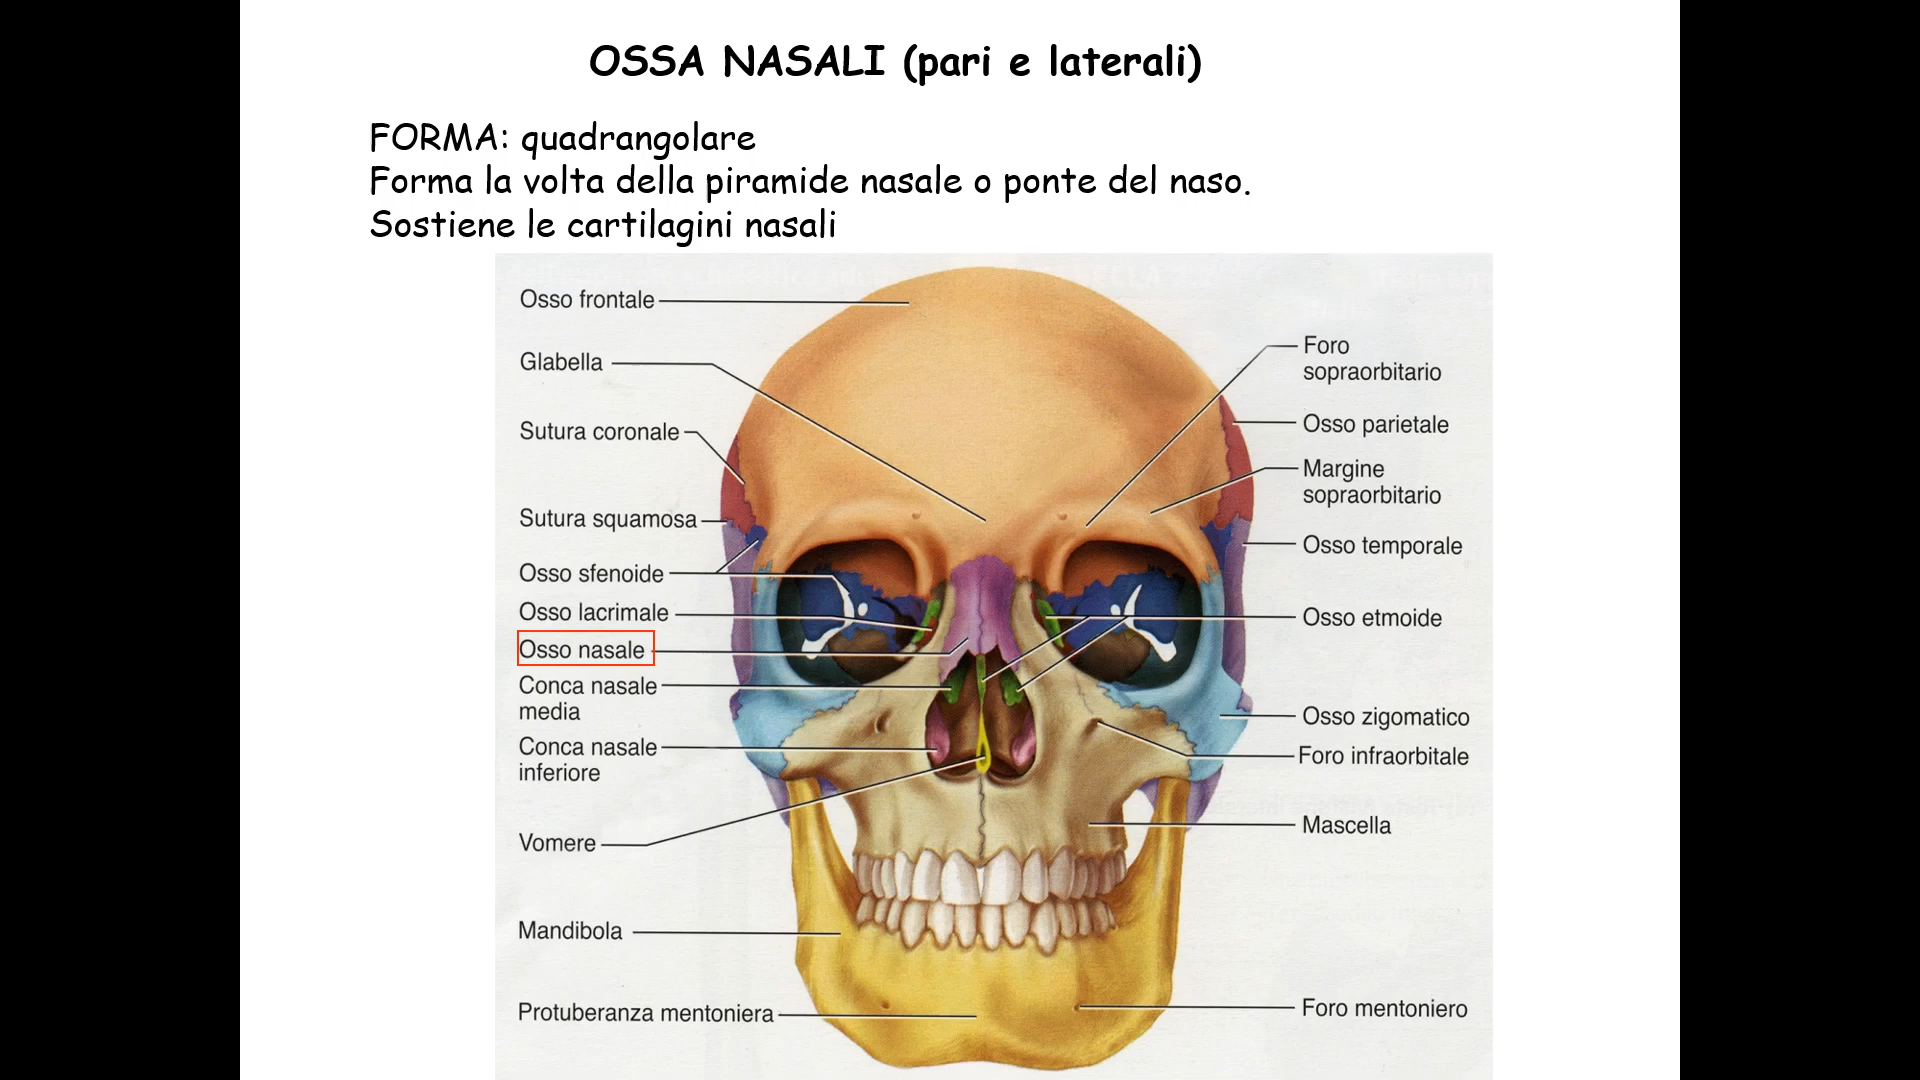 OSSA NASALI (pari e laterali)
FORMA: quadrangolare
Forma la volta della piramide nasale o ponte del naso.
Sostiene le cartilagini nasali
Osso frontale
Glabella
Sutura coronale
Sutura squamosa
Osso sfenoide
Osso lacrimale
Osso nasale
Conca nasale
media
Conca nasale
inferiore
Vomere
Mandibola
Protuberanza mentoniera
Foro
sopraorbitario
Osso parietale
Margine
sopraorbitario
Osso temporale
Osso etmoide
Osso zigomatico
Foro infraorbitale
Mascella
Foro mentoniero